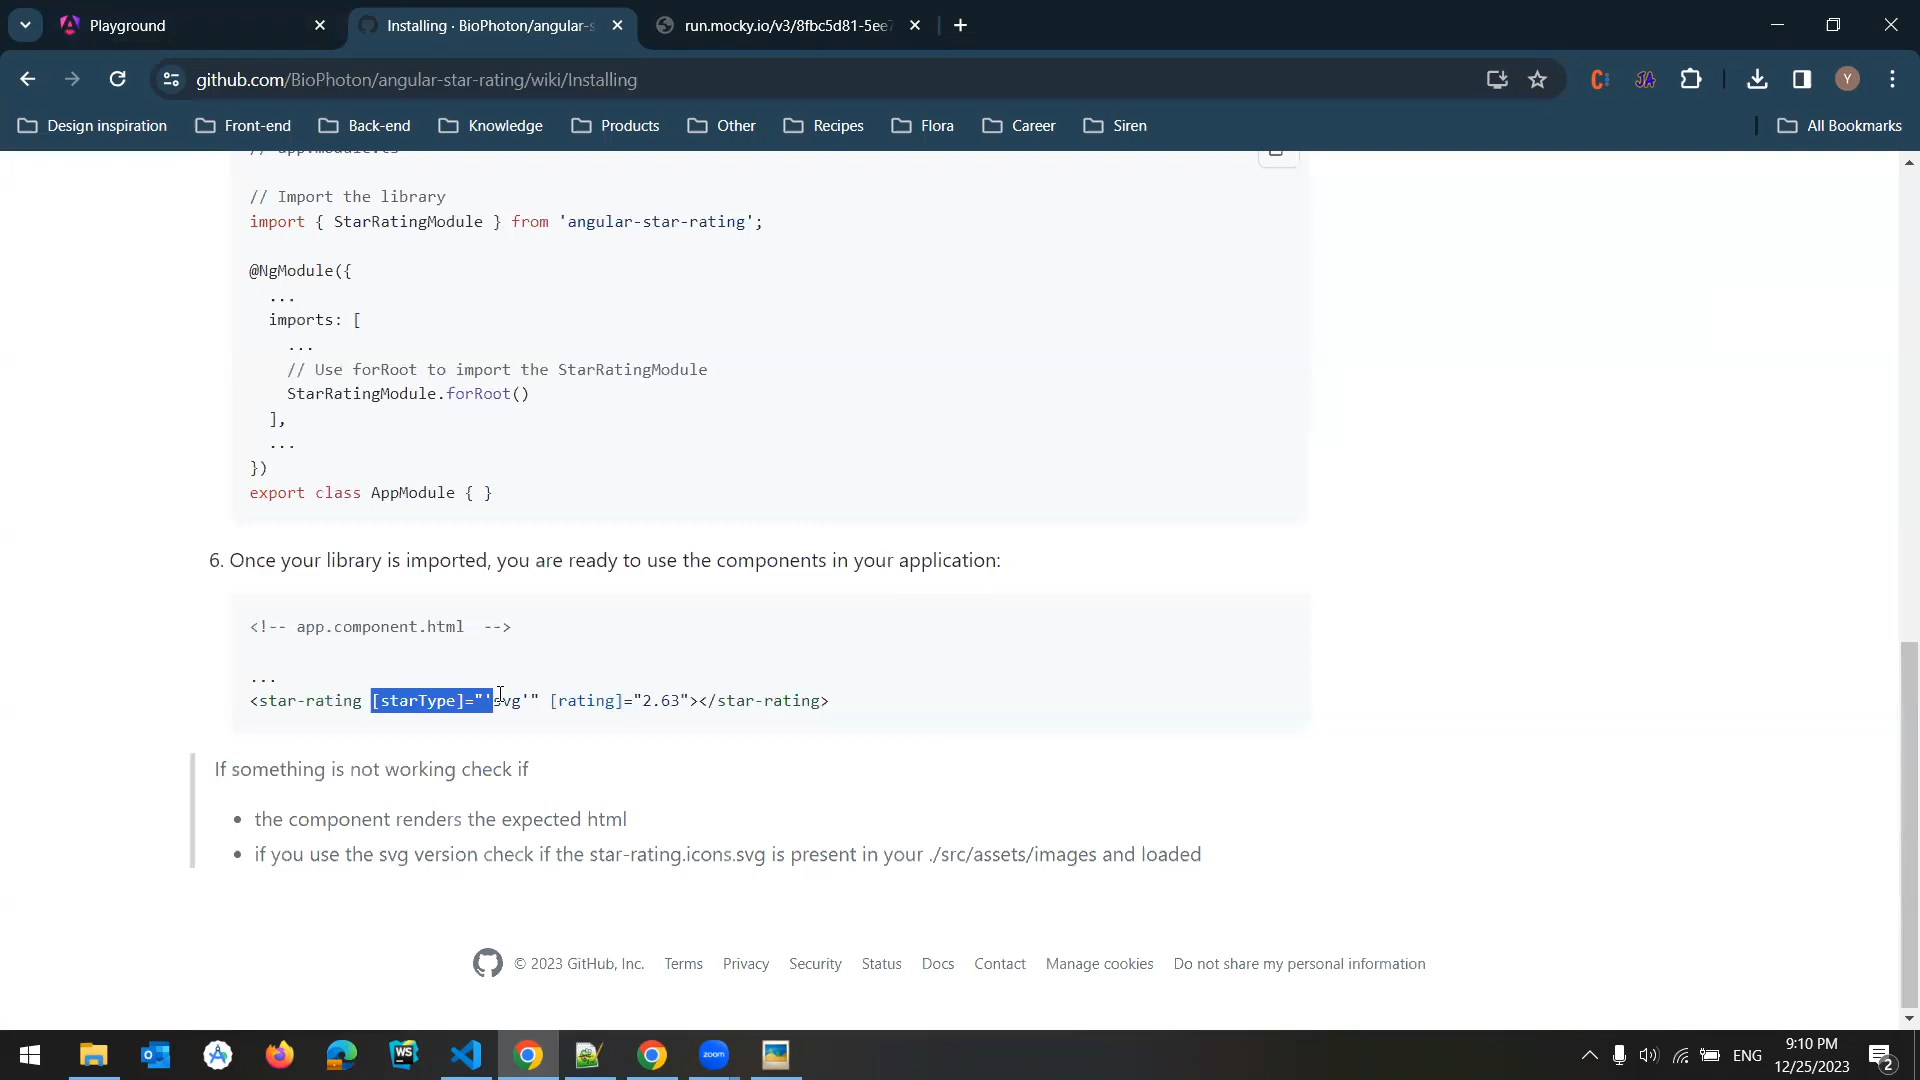 Playground
Installing · BioPhoton/angular-s
run.mocky.io/v3/8fbc5d81-5ee7
github.com/BioPhoton/angular-star-rating/wiki/Installing
Y
Design inspiration
Front-end
Back-end
Knowledge
Products
Other
Recipes
Flora
Career
Siren
All Bookmarks
// app.module.ts
// Import the library
import { StarRatingModule } from 'angular-star-rating';
@NgModule({
...
imports: [
...
// Use forRoot to import the StarRatingModule
StarRatingModule.forRoot()
],
...
})
export class AppModule { }
6. Once your library is imported, you are ready to use the components in your application:
<!-- app.component.html -->
...
<star-rating [starType]="'svg'" [rating]="2.63"></star-rating>
If something is not working check if
• the component renders the expected html
• if you use the svg version check if the star-rating.icons.svg is present in your ./src/assets/images and loaded
© 2023 GitHub, Inc.
Terms
Privacy
Security
Status
Docs
Contact
Manage cookies
Do not share my personal information
WS
zoom
ENG
9:10 PM
12/25/2023
2